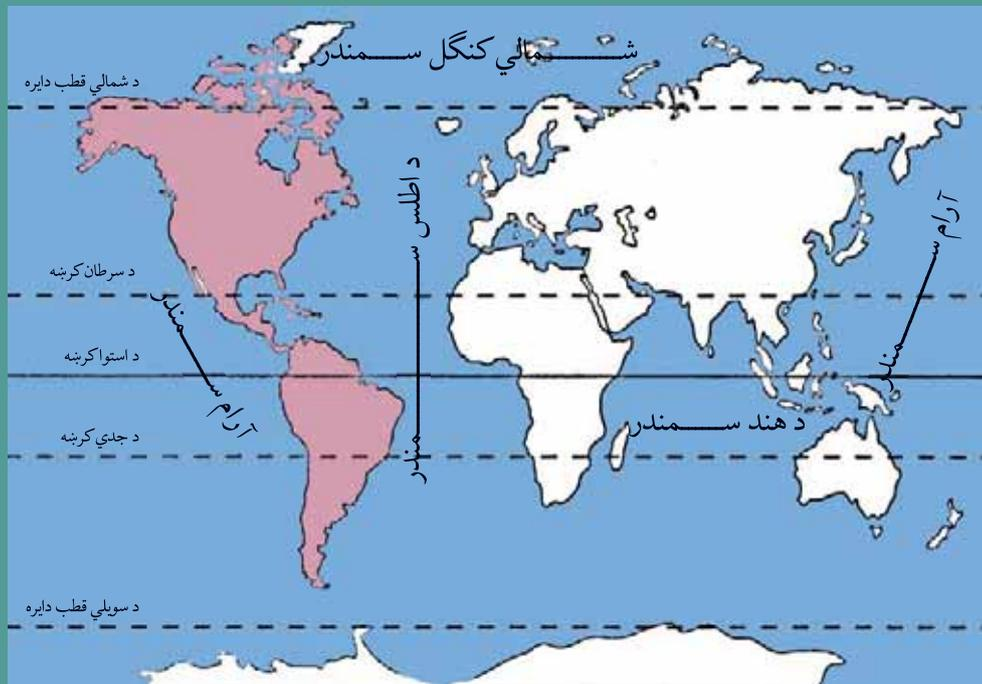 شمالي کنګل سمندر
د شمالي قطب دایره
د اطلس سمندر
آرام سمندر
د سرطان کرښه
آرام سمندر
د استوا کرښه
د هند سمندر
د جدي کرښه
د سویلي قطب دایره